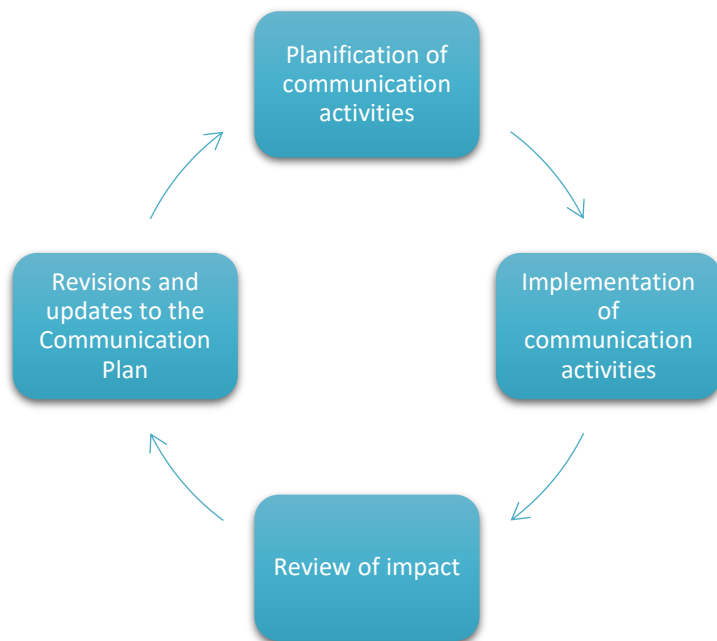 Planification of
communication
activities
Implementation
of
communication
activities
Review of impact
Revisions and
updates to the
Communication
Plan